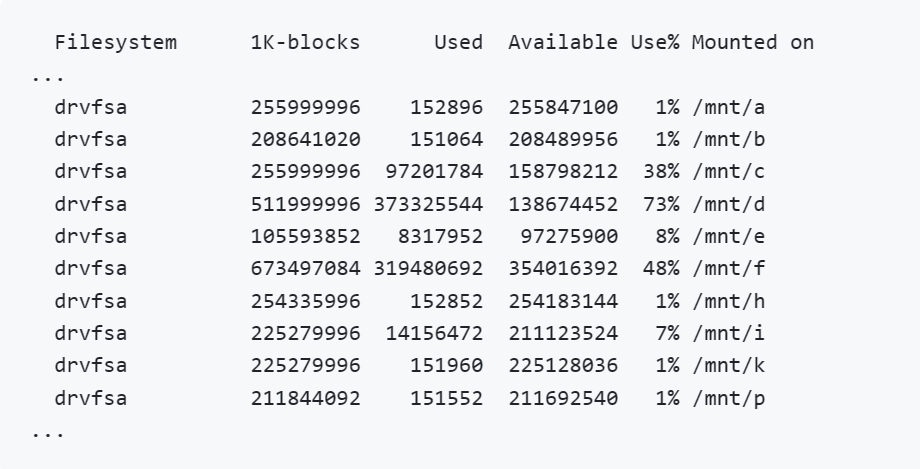 Filesystem 1K-blocks Used Available Use% Mounted on
...
drvfsa 255999996 152896 255847100 1% /mnt/a
drvfsa 208641020 151064 208489956 1% /mnt/b
drvfsa 255999996 97201784 158798212 38% /mnt/c
drvfsa 511999996 373325544 138674452 73% /mnt/d
drvfsa 105593852 8317952 97275900 8% /mnt/e
drvfsa 673497084 319480692 354016392 48% /mnt/f
drvfsa 254335996 152852 254183144 1% /mnt/h
drvfsa 225279996 14156472 211123524 7% /mnt/i
drvfsa 225279996 151960 225128036 1% /mnt/k
drvfsa 211844092 151552 211692540 1% /mnt/p
...